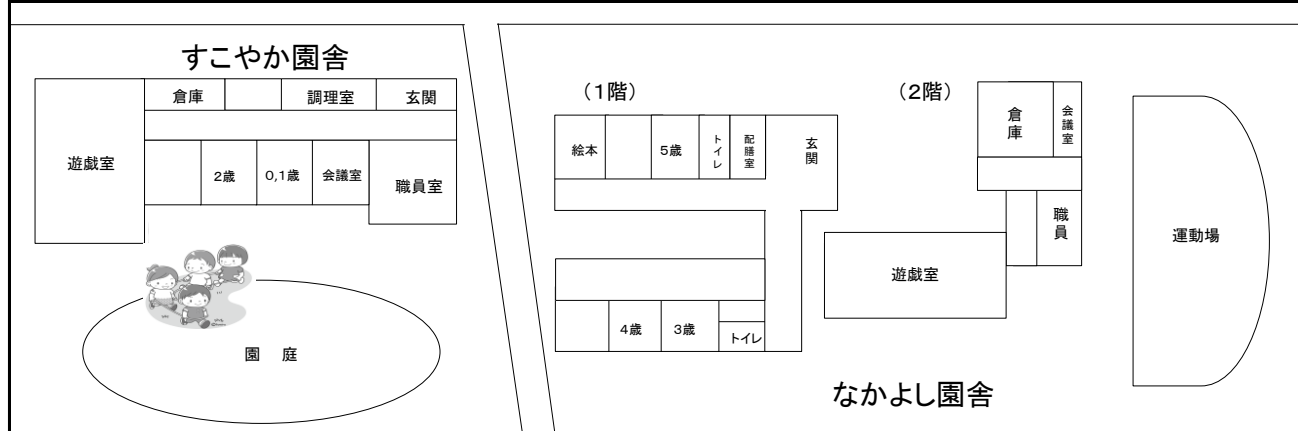 すこやか園舎
倉庫
調理室
玄関
遊戯室
2歳
0,1歳
会議室
職員室
園 庭
(1階)
絵本
5歳
トイレ
配膳室
玄関
4歳
3歳
トイレ
(2階)
倉庫
会議室
職員
遊戯室
運動場
なかよし園舎